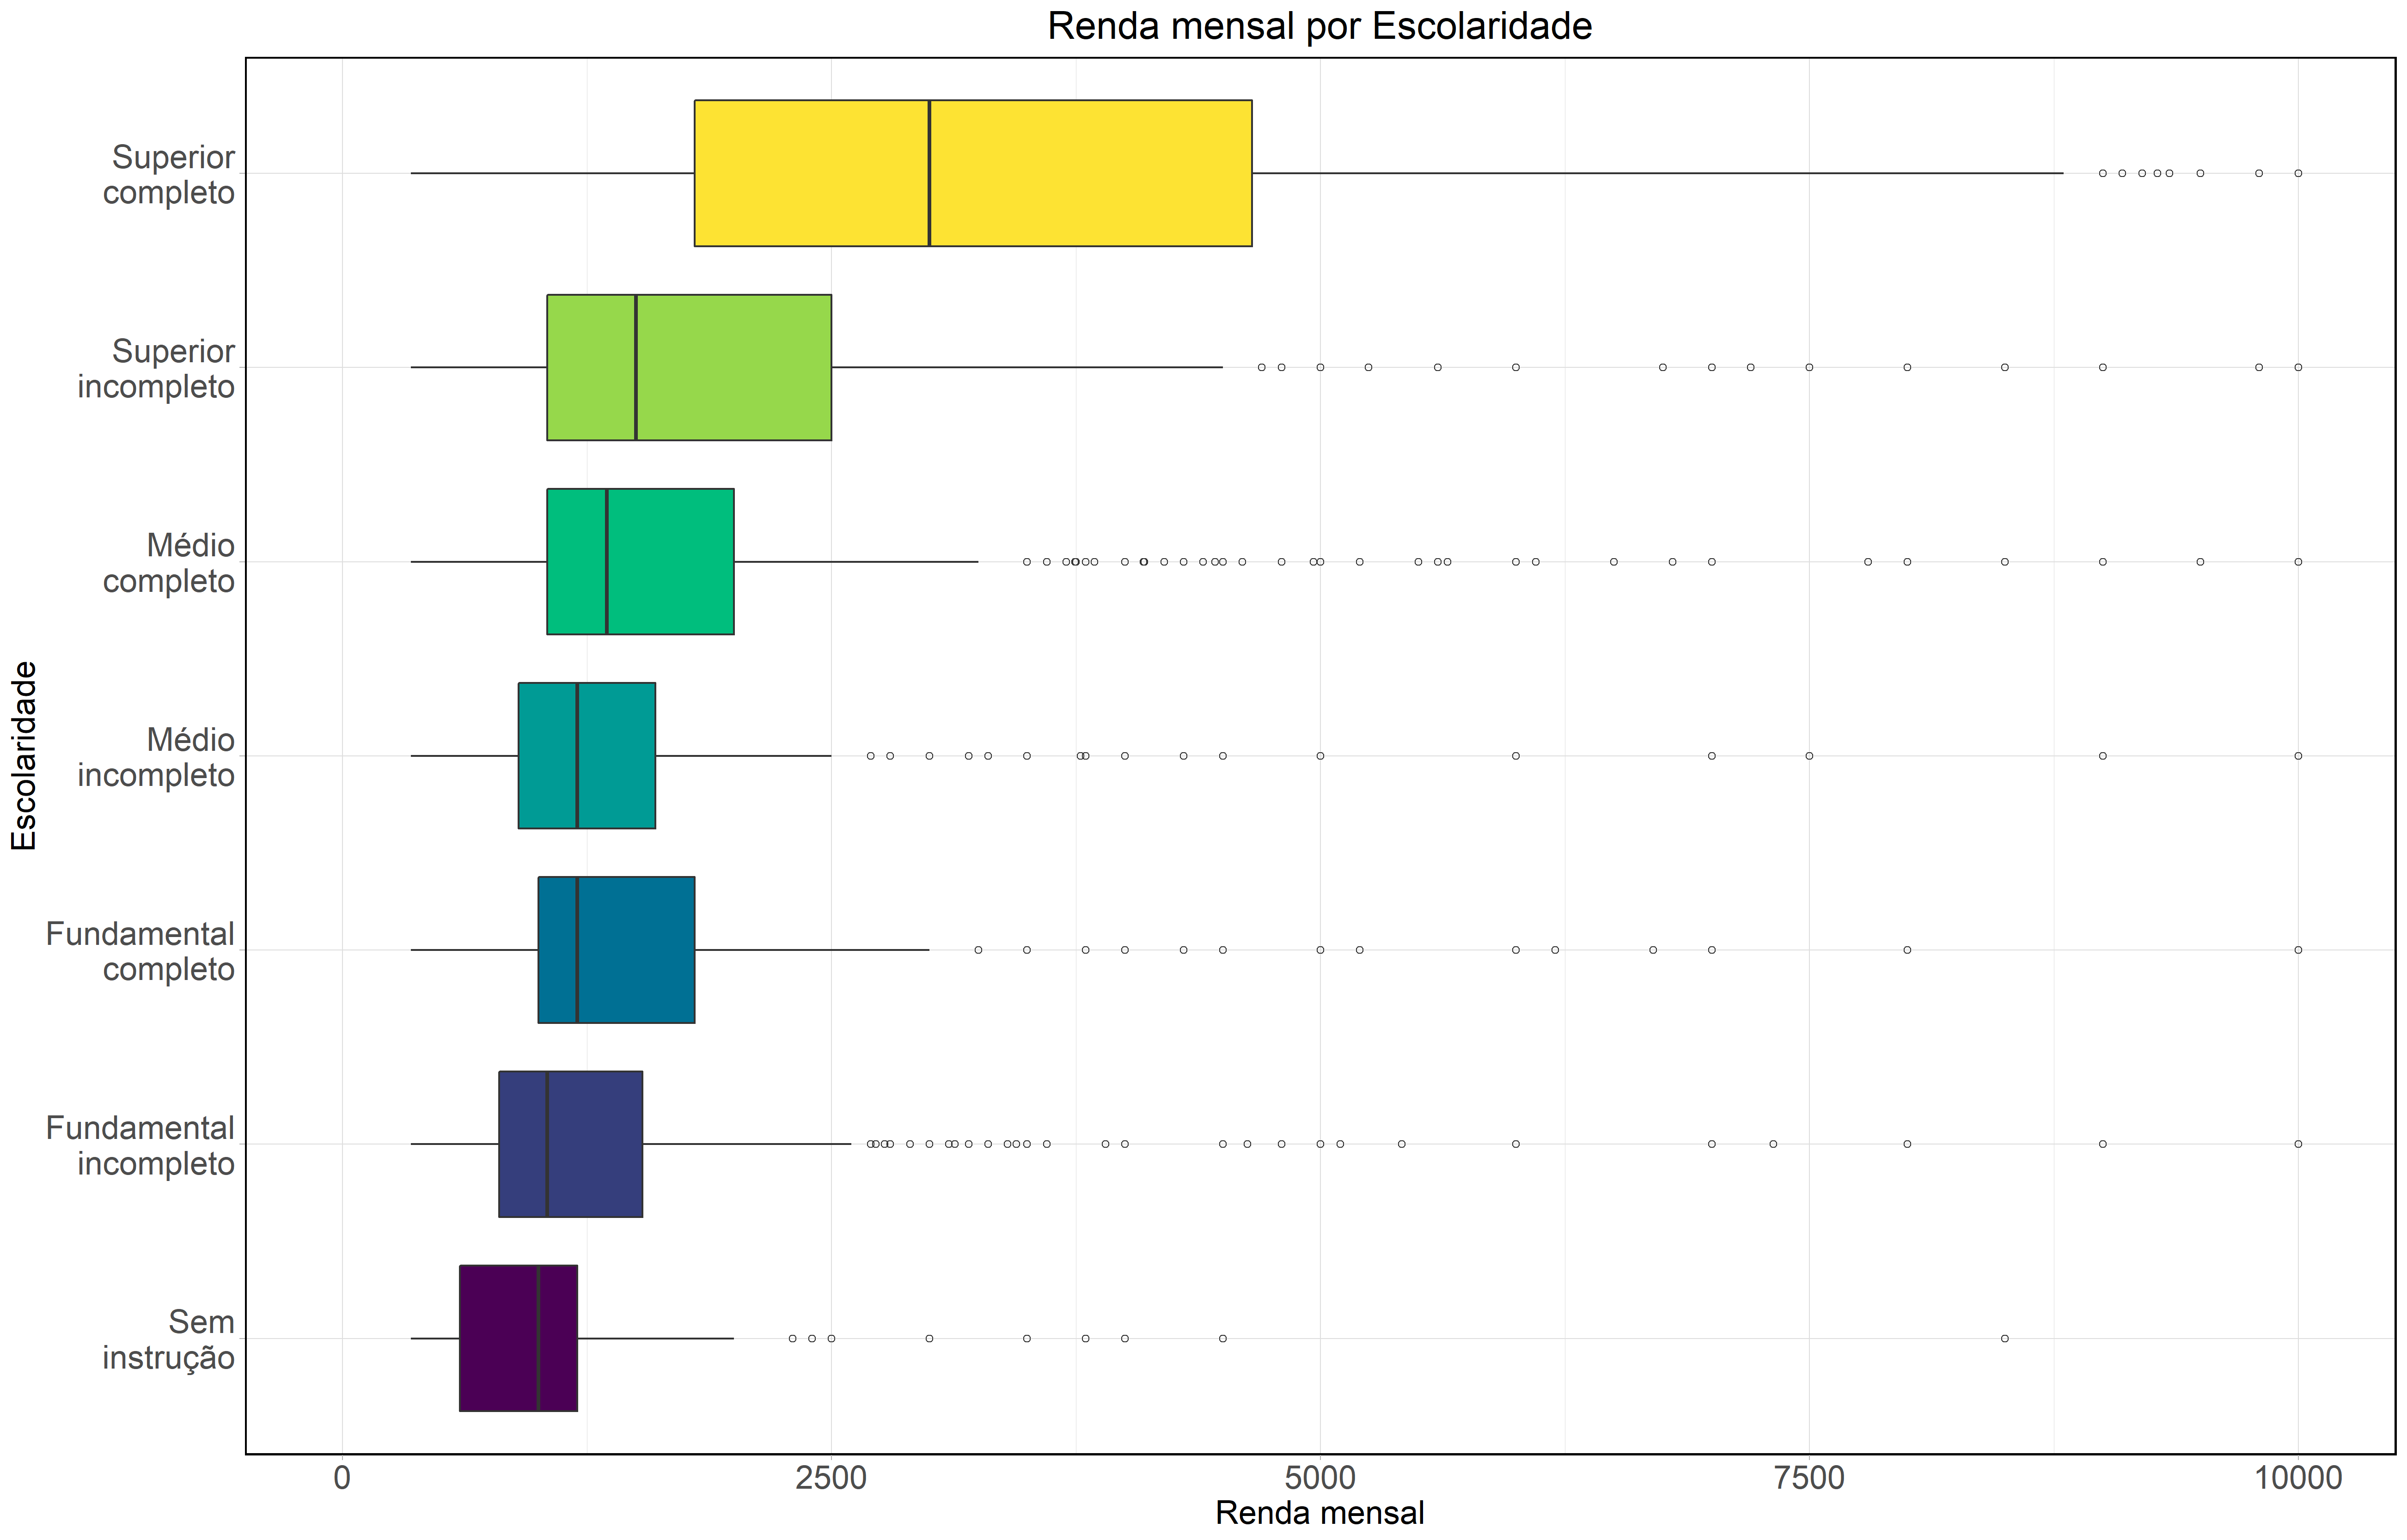 Renda mensal por Escolaridade
Superior
completo
Superior
incompleto
Médio
completo
Médio
incompleto
Fundamental
completo
Fundamental
incompleto
Sem
instrução
Escolaridade
0 2500 5000 7500 10000
Renda mensal